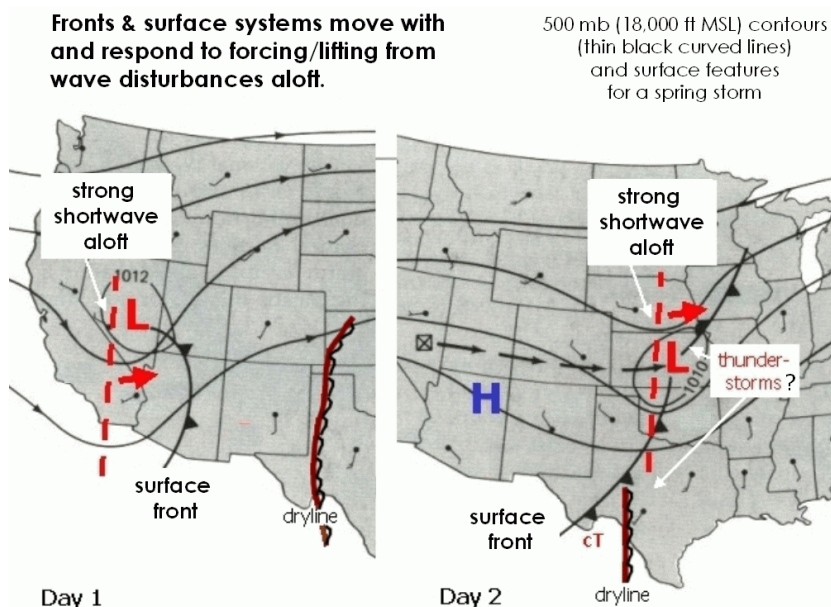 Fronts & surface systems move with
and respond to forcing/lifting from
wave disturbances aloft.
500 mb (18,000 ft MSL) contours
(thin black curved lines)
and surface features
for a spring storm
strong
shortwave
aloft
1012
L
surface
front
dryline
Day 1
strong
shortwave
aloft
L
1010
thunder-
storms?
H
surface
front
cT
dryline
Day 2